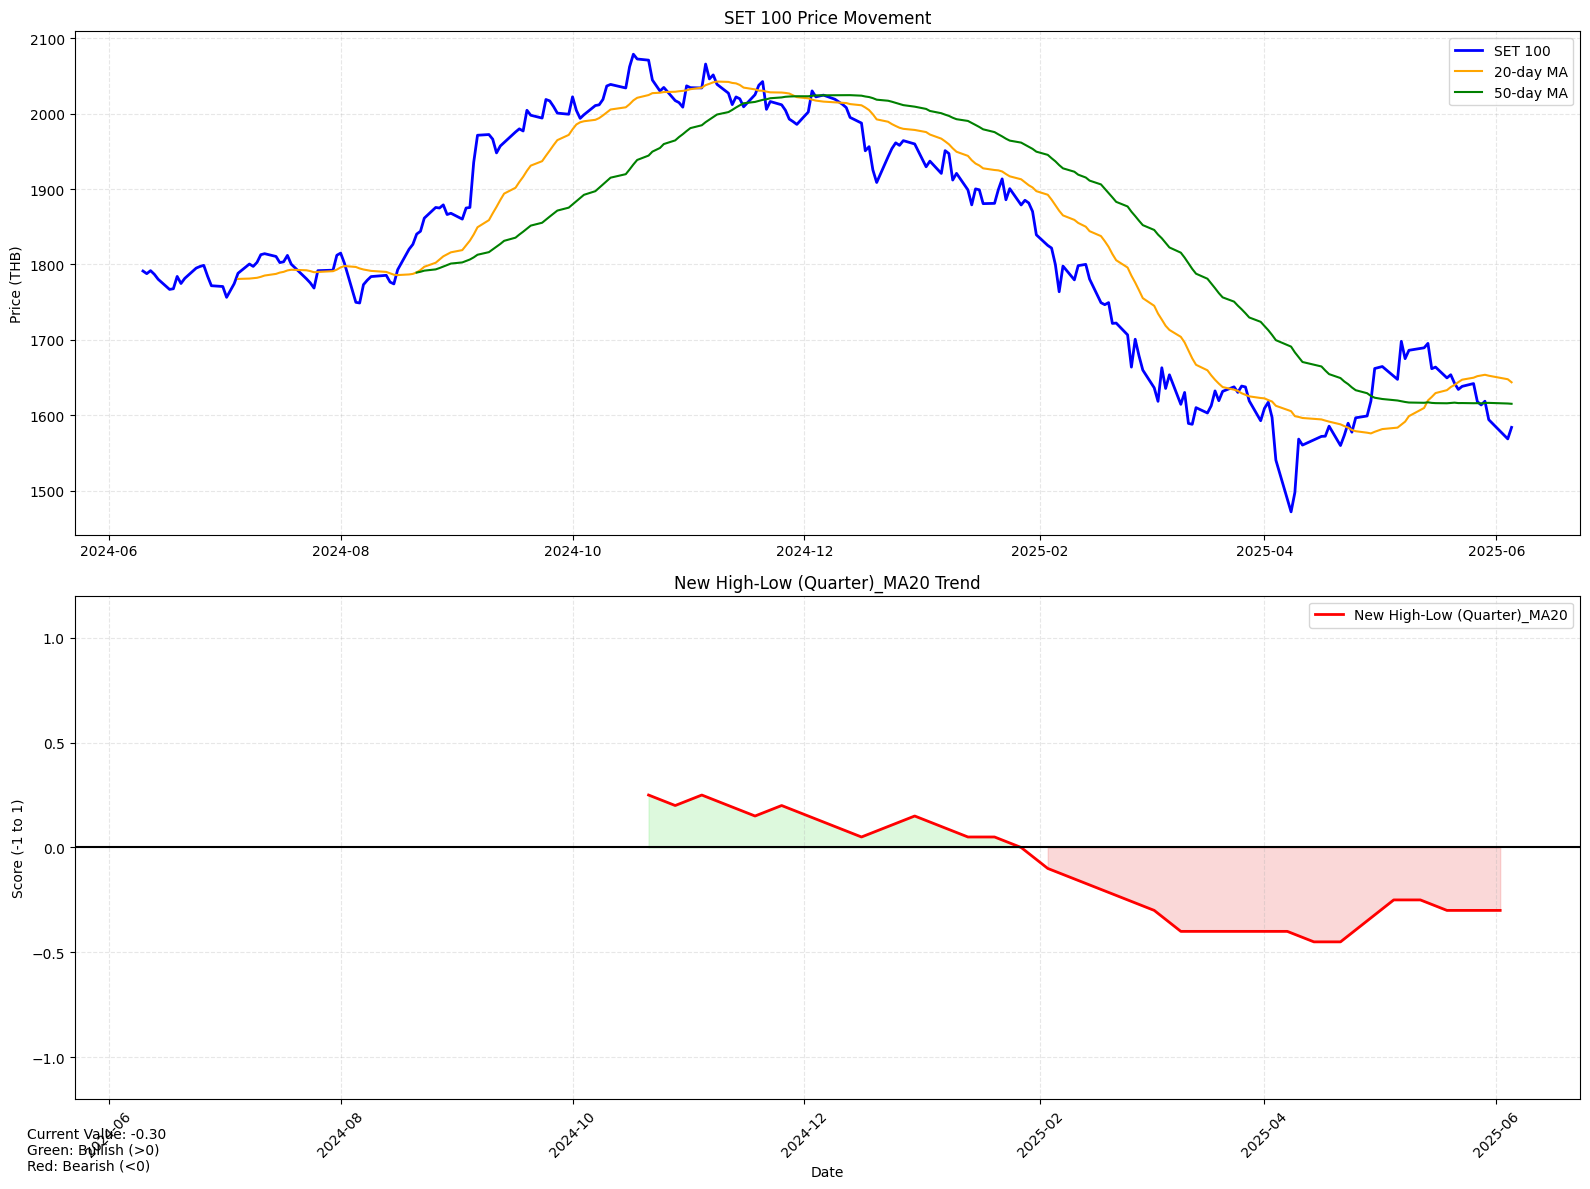 SET 100 Price Movement
Price (THB)
2100
2000
1900
1800
1700
1600
1500
SET 100
20-day MA
50-day MA
2024-06
2024-08
2024-10
2024-12
2025-02
2025-04
2025-06
New High-Low (Quarter)_MA20 Trend
Score (-1 to 1)
1.0
0.5
0.0
−0.5
−1.0
New High-Low (Quarter)_MA20
2024-06
2024-08
2024-10
2024-12
2025-02
2025-04
2025-06
Date
Current Value: -0.30
Green: Bullish (>0)
Red: Bearish (<0)